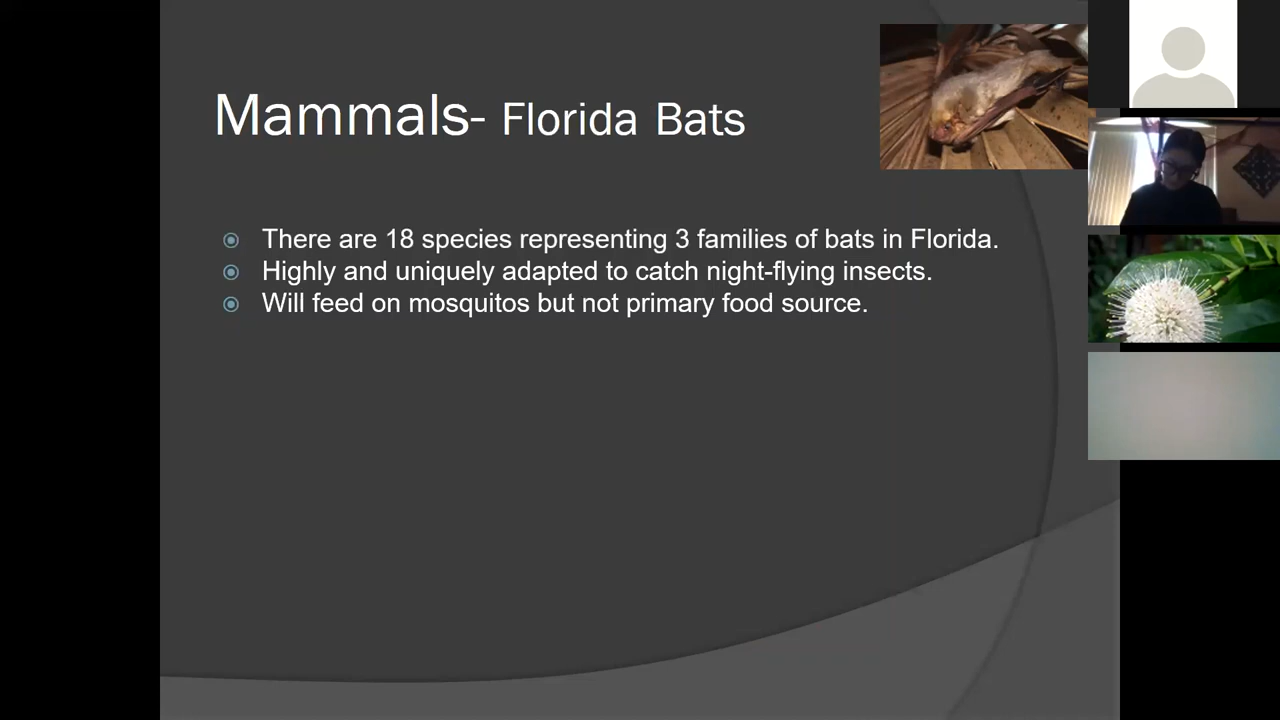 Mammals- Florida Bats
There are 18 species representing 3 families of bats in Florida.
Highly and uniquely adapted to catch night-flying insects.
Will feed on mosquitos but not primary food source.